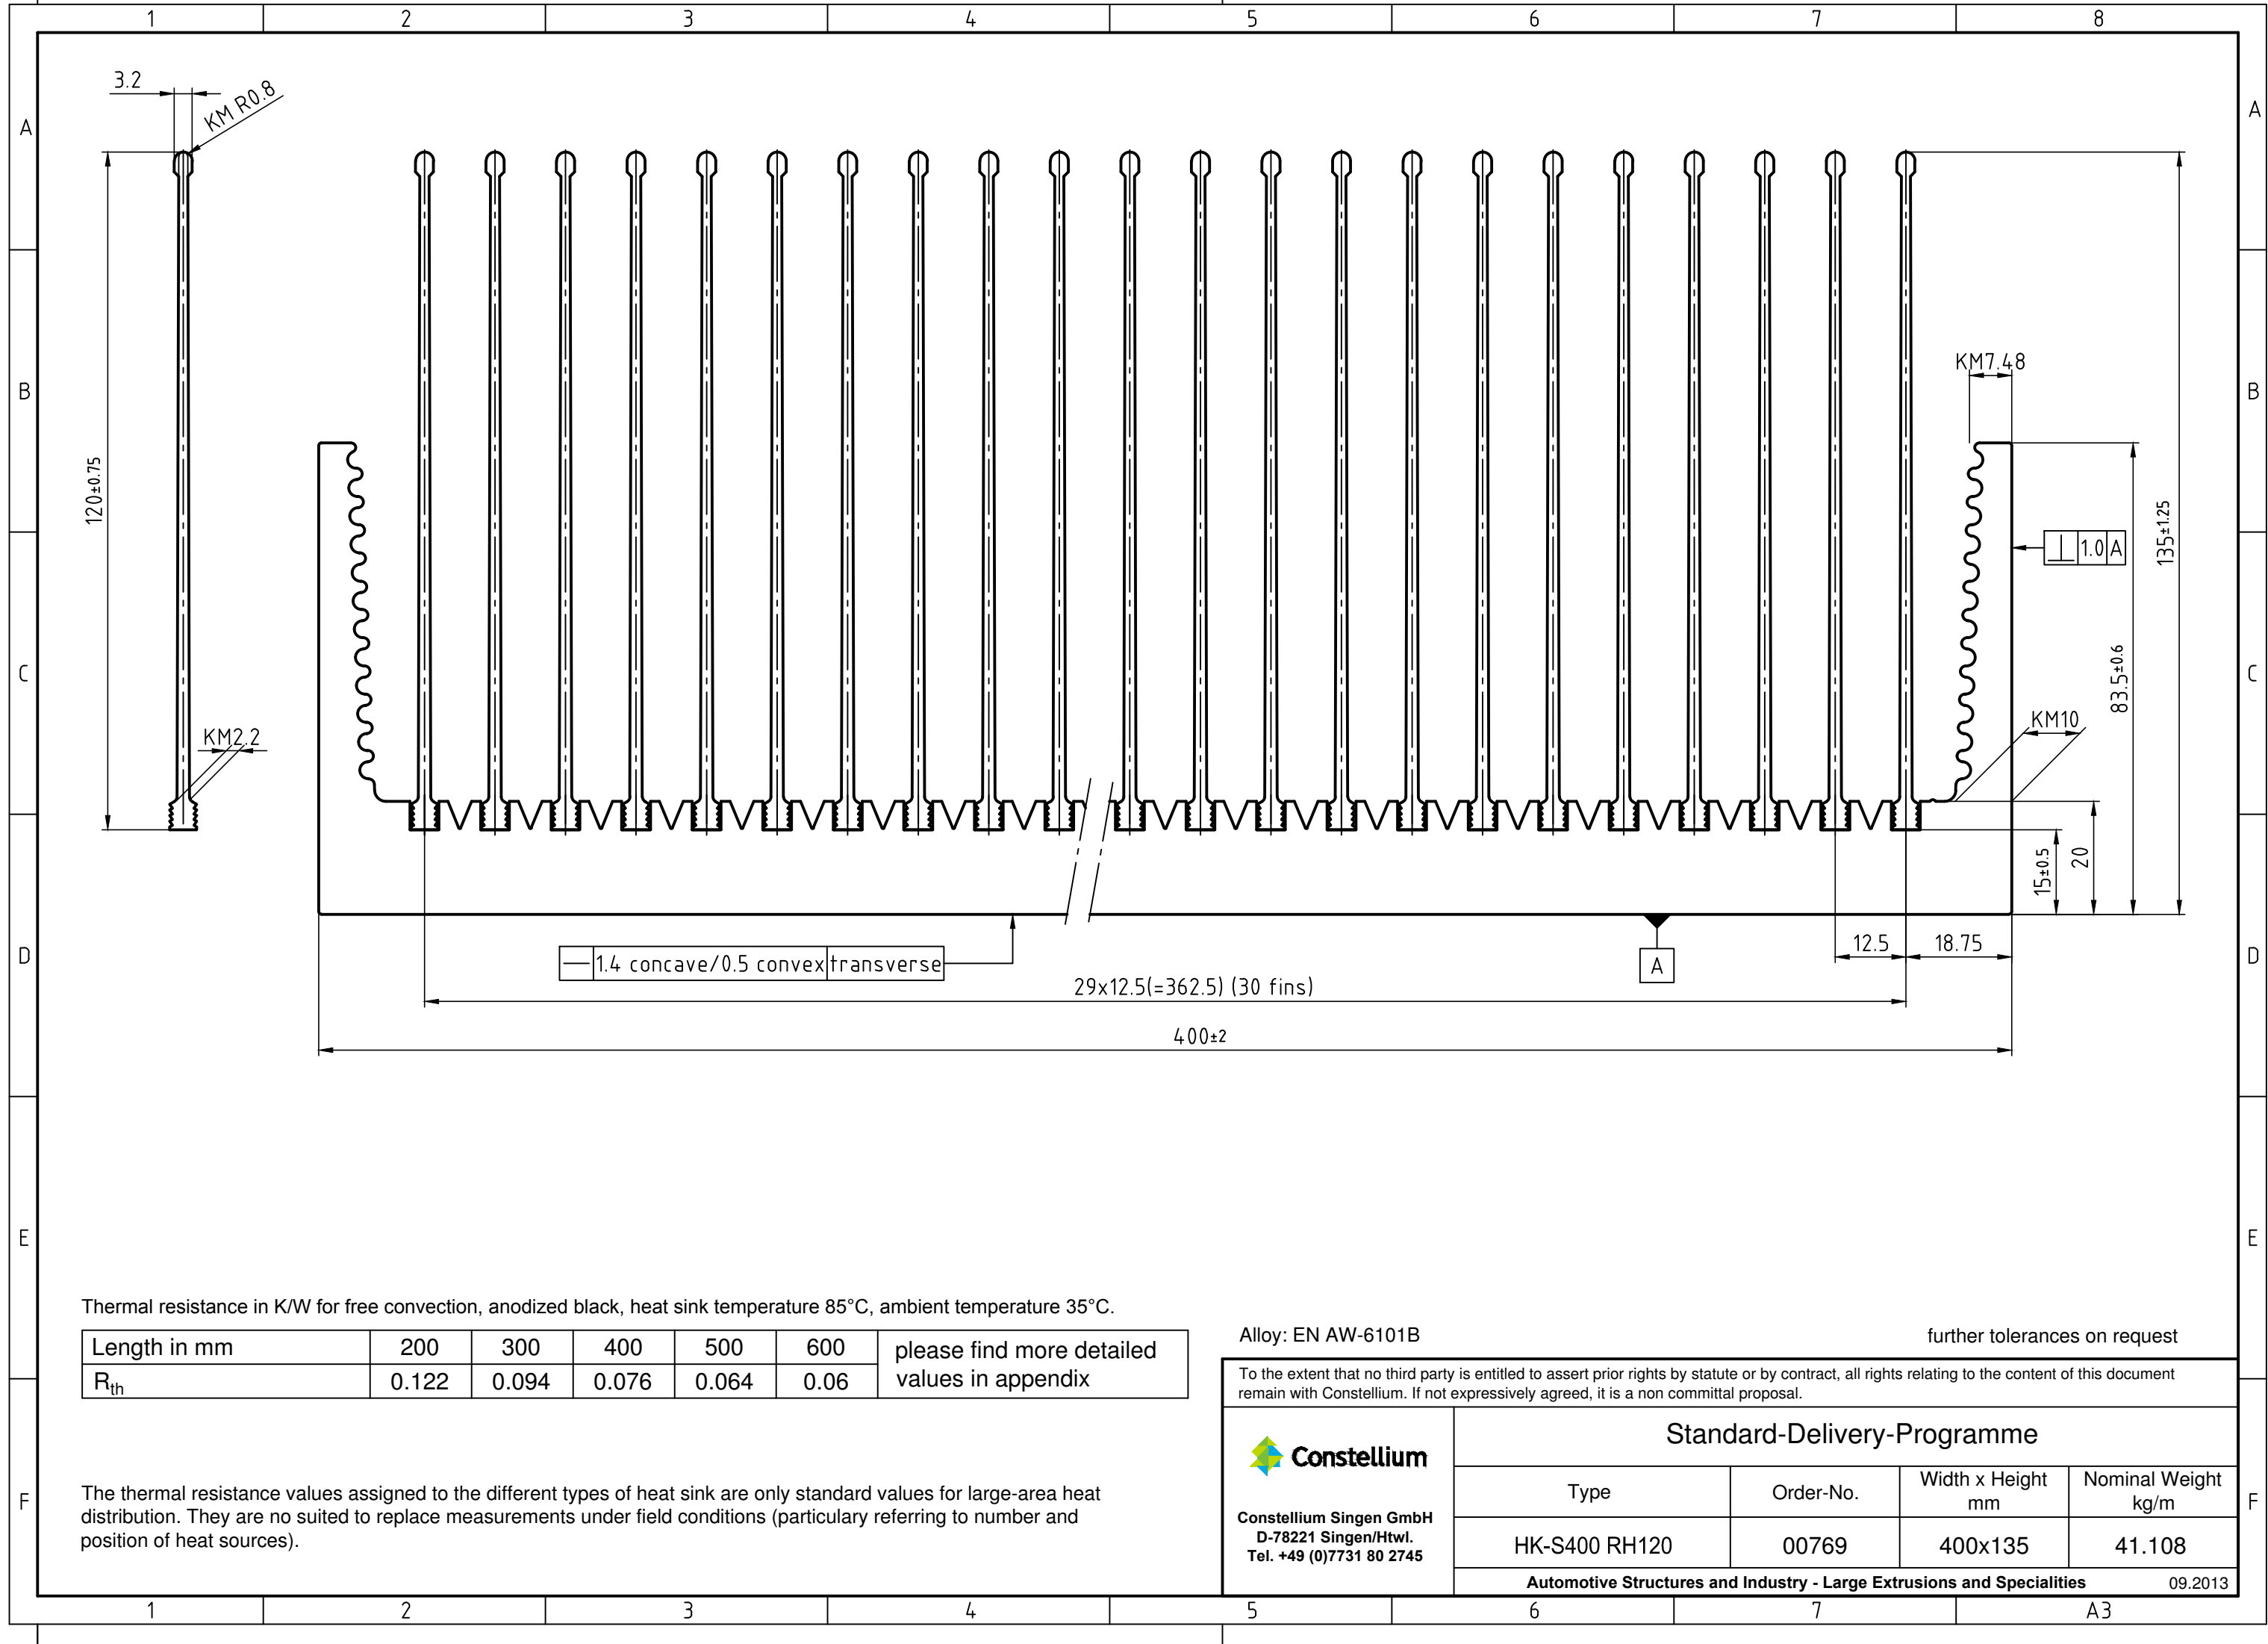 1 2 3 4 5 6 7 8
A A
B B
C C
D D
E E
F F
3.2
KM R0.8
120±0.75
KM2.2
KM7.48
135±1.25
⊥ 1.0 A
83.5±0.6
KM10
15±0.5
20
12.5 18.75
— 1.4 concave/0.5 convex transverse
A
29x12.5(=362.5) (30 fins)
400±2
Thermal resistance in K/W for free convection, anodized black, heat sink temperature 85°C, ambient temperature 35°C.
Length in mm 200 300 400 500 600 please find more detailed
Rth 0.122 0.094 0.076 0.064 0.06 values in appendix
The thermal resistance values assigned to the different types of heat sink are only standard values for large-area heat
distribution. They are no suited to replace measurements under field conditions (particulary referring to number and
position of heat sources).
Alloy: EN AW-6101B further tolerances on request
To the extent that no third party is entitled to assert prior rights by statute or by contract, all rights relating to the content of this document
remain with Constellium. If not expressively agreed, it is a non committal proposal.
Constellium
Constellium Singen GmbH
D-78221 Singen/Htwl.
Tel. +49 (0)7731 80 2745
Standard-Delivery-Programme
Type Order-No. Width x Height mm Nominal Weight kg/m
HK-S400 RH120 00769 400x135 41.108
Automotive Structures and Industry - Large Extrusions and Specialities 09.2013
1 2 3 4 5 6 7 A3